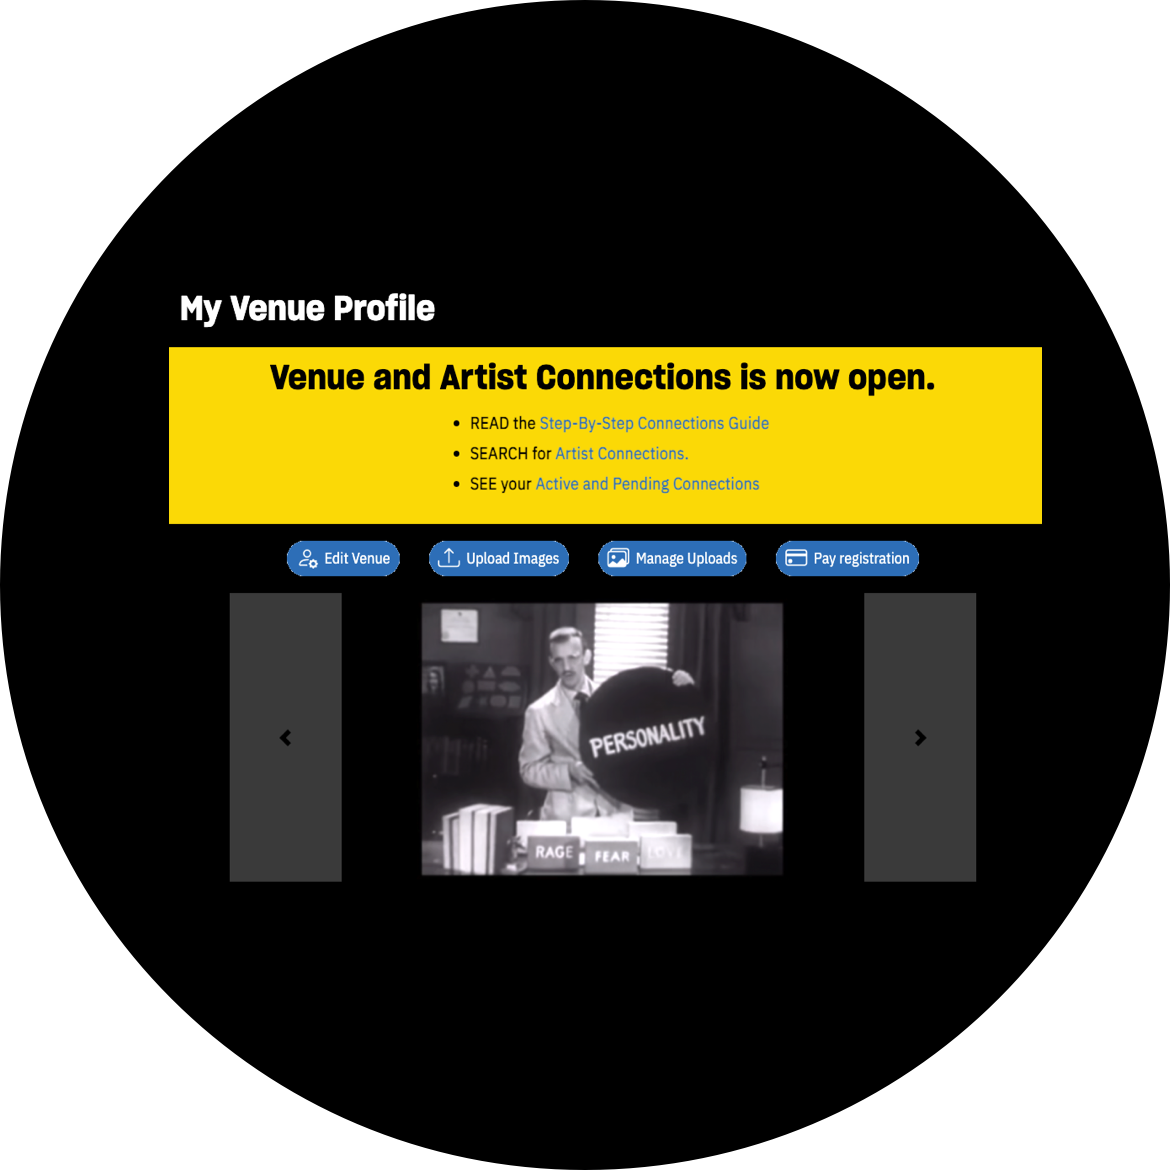 My Venue Profile
Venue and Artist Connections is now open.
READ the Step-By-Step Connections Guide
SEARCH for Artist Connections.
SEE your Active and Pending Connections
Edit Venue
Upload Images
Manage Uploads
Pay registration
PERSONALITY
RAGE
FEAR
LOVE